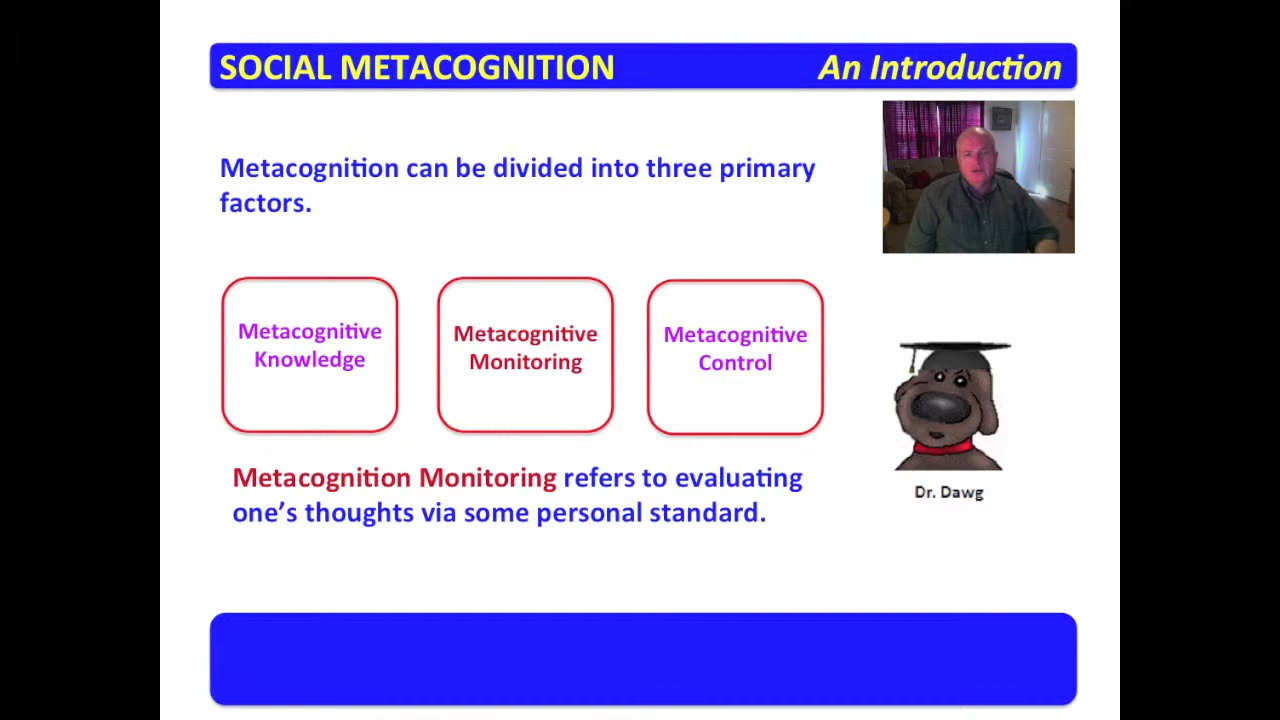 SOCIAL METACOGNITION An Introduction
Metacognition can be divided into three primary
factors.
Metacognitive
Knowledge
Metacognitive
Monitoring
Metacognitive
Control
Metacognition Monitoring refers to evaluating
one’s thoughts via some personal standard.
Dr. Dawg